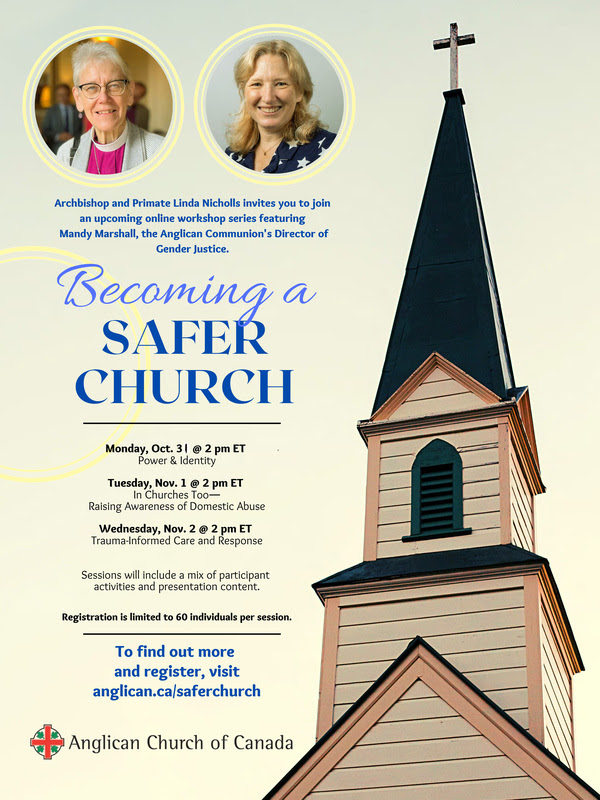 Archbishop and Primate Linda Nicholls invites you to join
an upcoming online workshop series featuring
Mandy Marshall, the Anglican Communion's Director of
Gender Justice.
Becoming a
SAFER
CHURCH
Monday, Oct. 31 @ 2 pm ET
Power & Identity
Tuesday, Nov. 1 @ 2 pm ET
In Churches Too—
Raising Awareness of Domestic Abuse
Wednesday, Nov. 2 @ 2 pm ET
Trauma-Informed Care and Response
Sessions will include a mix of participant
activities and presentation content.
Registration is limited to 60 individuals per session.
To find out more
and register, visit
anglican.ca/saferchurch
Anglican Church of Canada